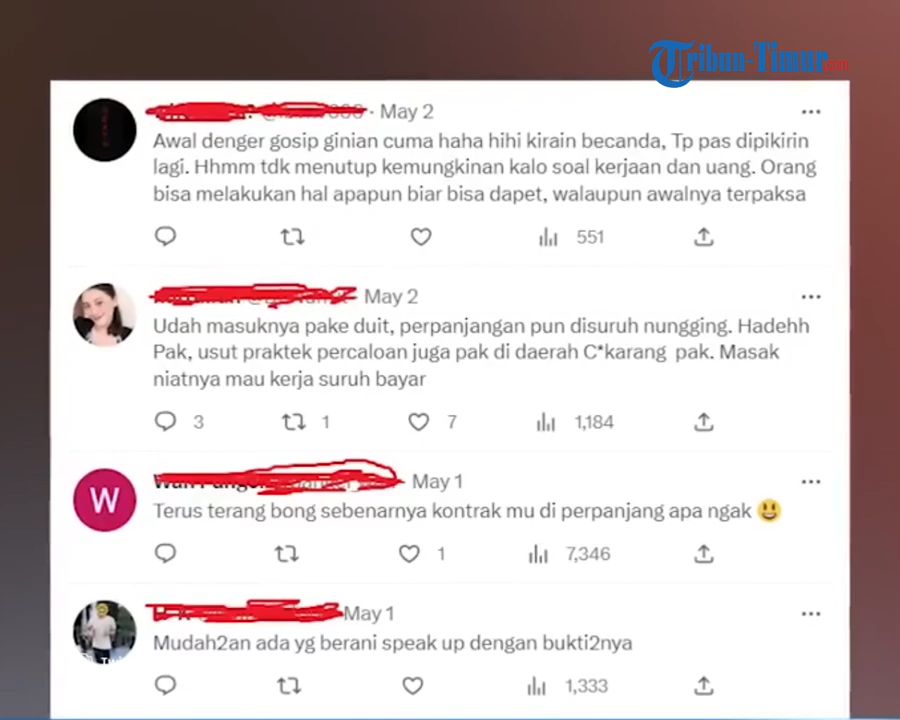 Tribun-Timur.com
May 2
Awal denger gosip ginian cuma haha hihi kirain becanda, Tp pas dipikirin
lagi. Hhmm tdk menutup kemungkinan kalo soal kerjaan dan uang. Orang
bisa melakukan hal apapun biar bisa dapet, walaupun awalnya terpaksa
551
May 2
Udah masuknya pake duit, perpanjangan pun disuruh nungging. Hadehh
Pak, usut praktek percaloan juga pak di daerah C*karang pak. Masak
niatnya mau kerja suruh bayar
3 1 7 1,184
W
May 1
Terus terang bong sebenarnya kontrak mu di perpanjang apa ngak 😃
1 7,346
May 1
Mudah2an ada yg berani speak up dengan bukti2nya
1,333